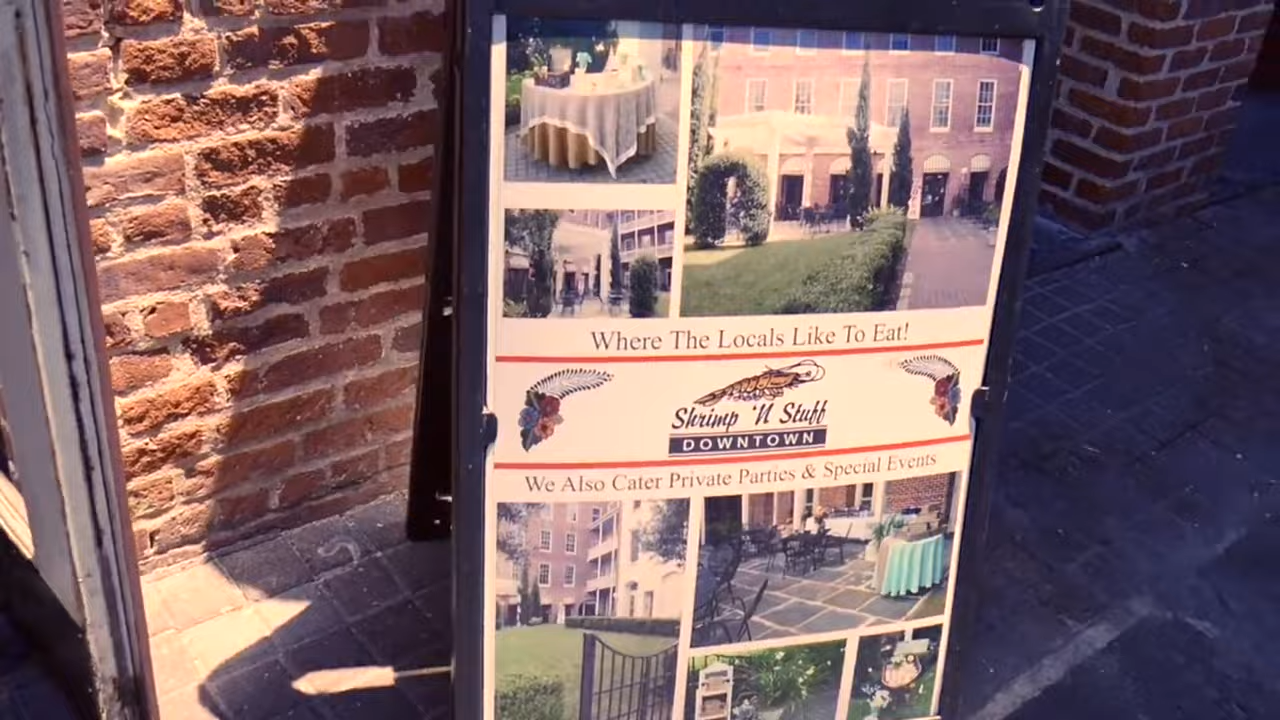 Where The Locals Like To Eat!
Shrimp 'N Stuff
DOWNTOWN
We Also Cater Private Parties & Special Events